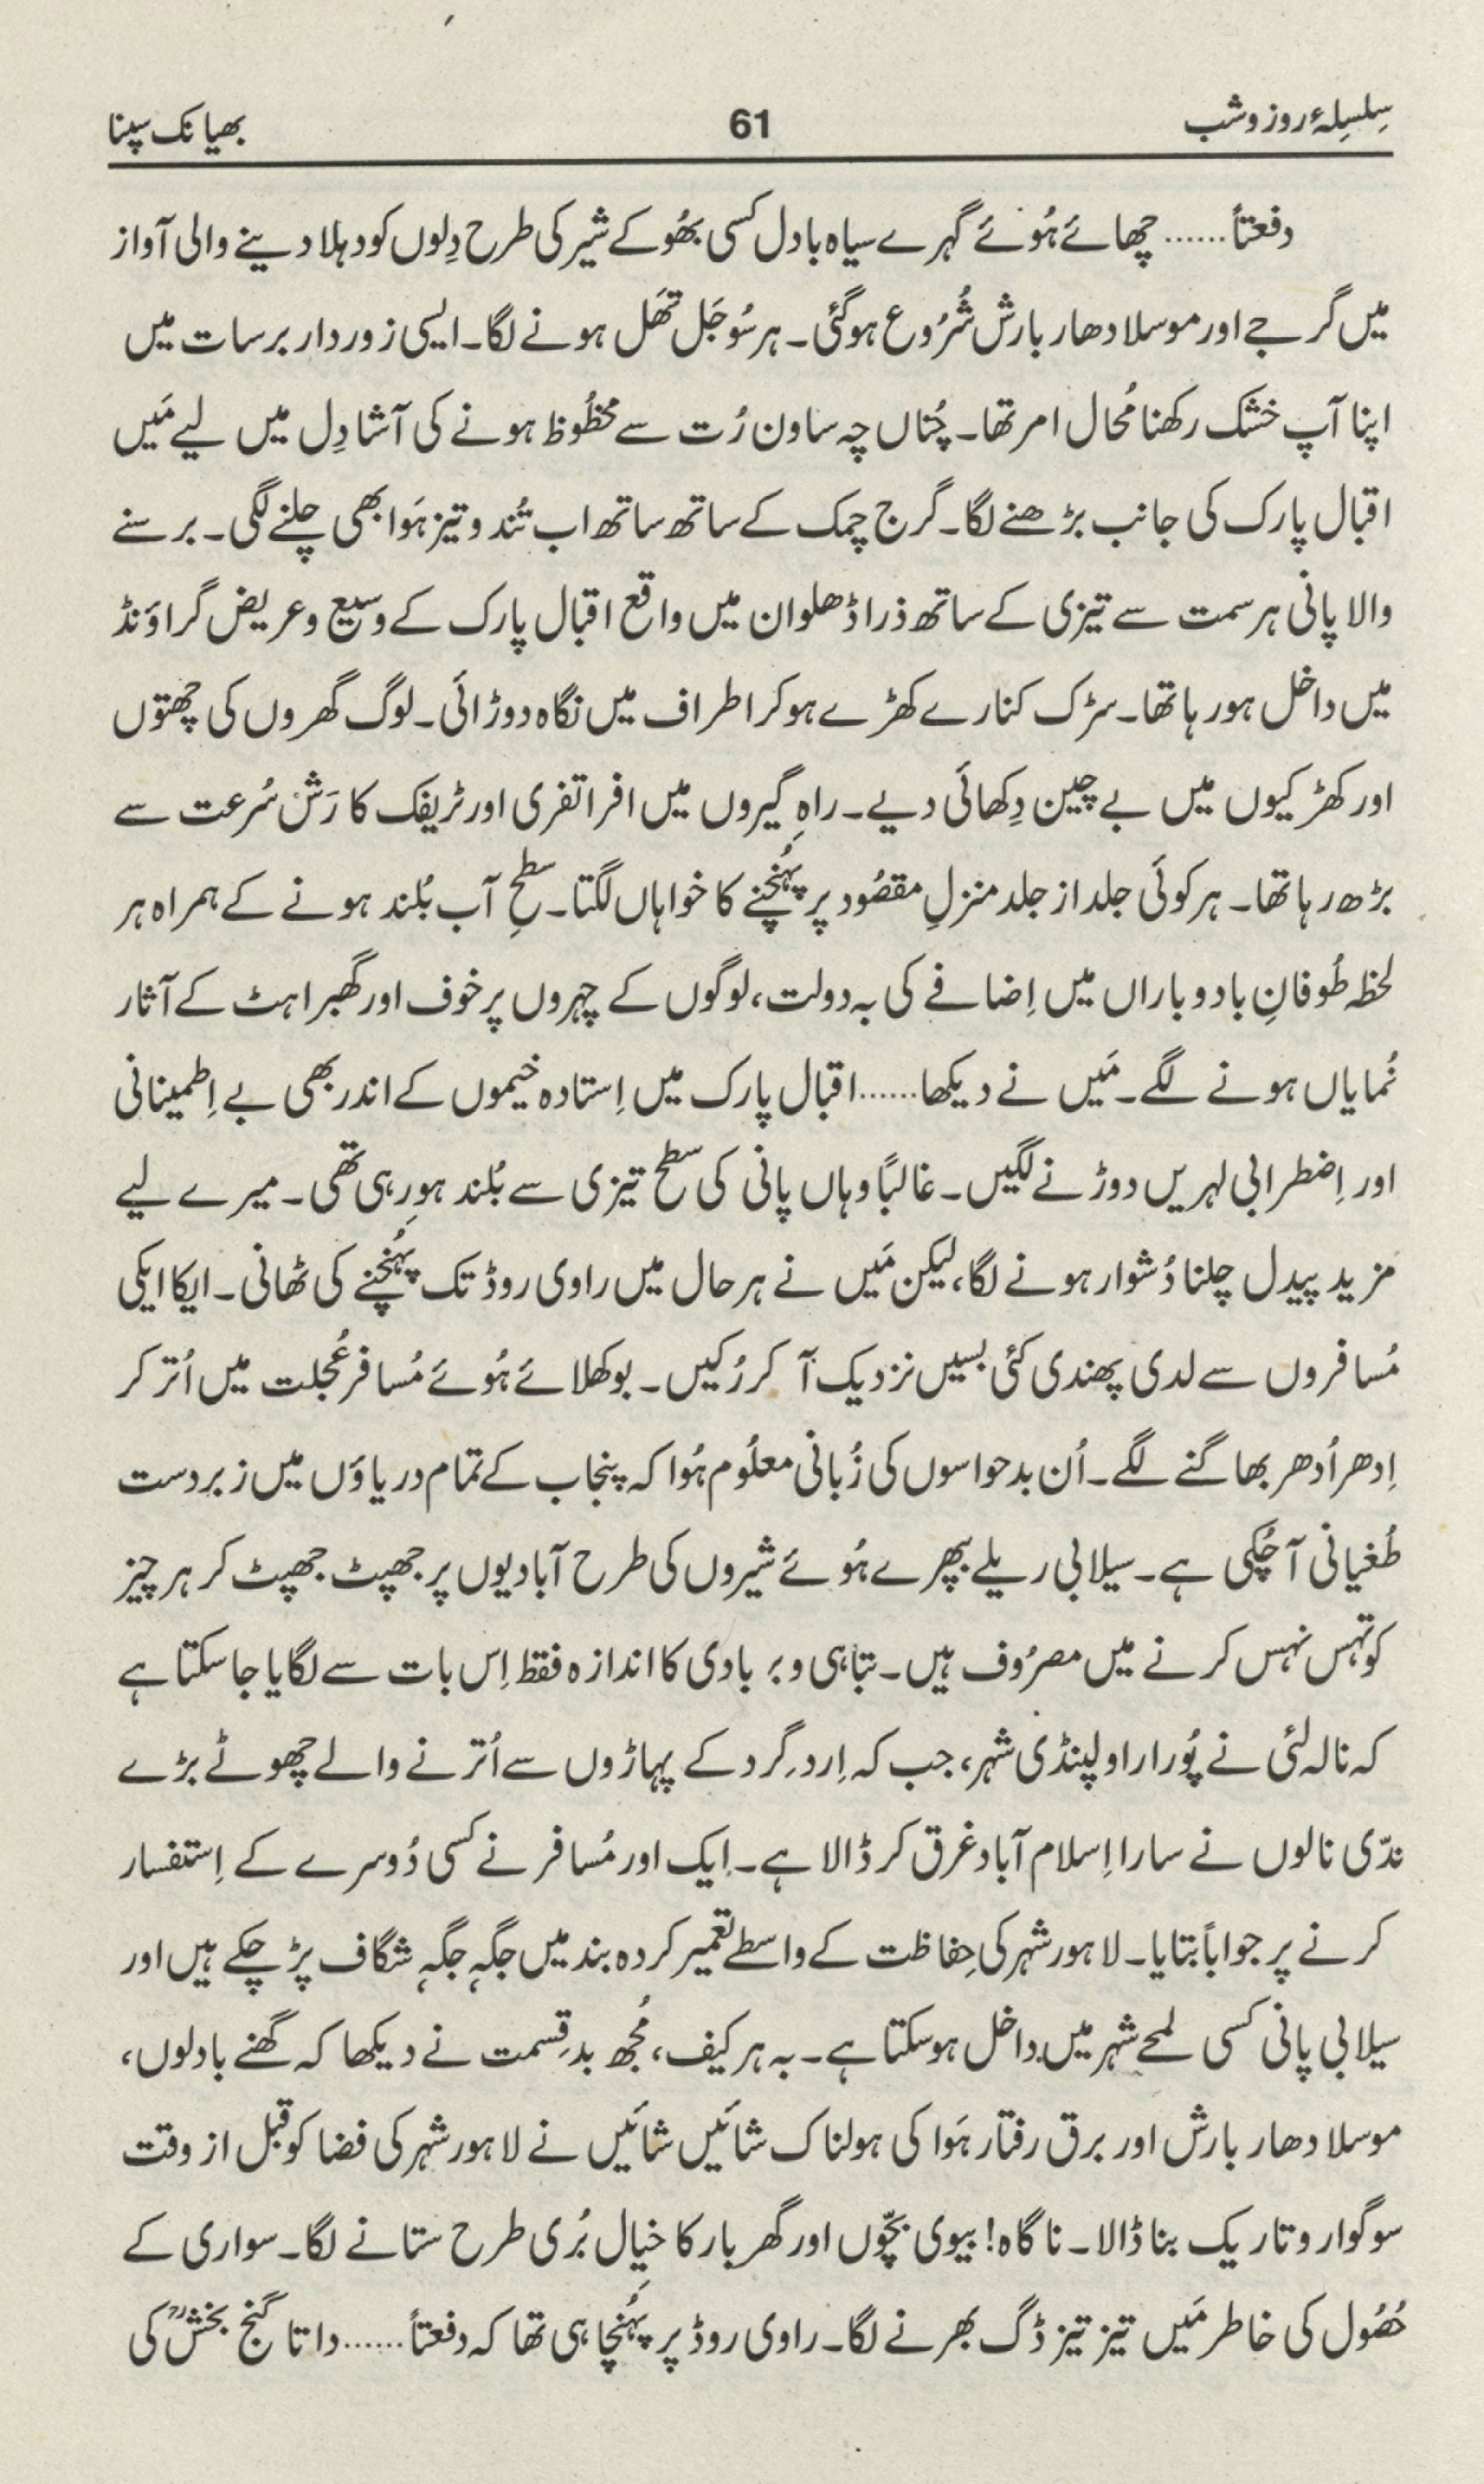 سِلسِلۂ روز و شب 61 بھیانک سپنا
دفعتاً...... چھائے ہُوئے گہرے سیاہ بادل کسی بھُوکے شیر کی طرح دِلوں کو دہلا دینے والی آواز
میں گرجے اور موسلا دھار بارش شُرُوع ہوگئی۔ ہر سُو جَل تھَل ہونے لگا۔ ایسی زوردار برسات میں
اپنا آپ خشک رکھنا مُحال امر تھا۔ چُناں چہ ساون رُت سے محظُوظ ہونے کی آشا دِل میں لیے مَیں
اقبال پارک کی جانب بڑھنے لگا۔ گرج چمک کے ساتھ ساتھ اب تُند و تیز ہَوا بھی چلنے لگی۔ برسنے
والا پانی ہر سمت سے تیزی کے ساتھ ذرا ڈھلوان میں واقع اقبال پارک کے وسیع و عریض گراؤنڈ
میں داخل ہو رہا تھا۔ سڑک کنارے کھڑے ہوکر اطراف میں نگاہ دوڑائی۔ لوگ گھروں کی چھتوں
اور کھڑکیوں میں بے چین دِکھائی دیے۔ راہِ گیروں میں افراتفری اور ٹریفک کا رَش سُرعت سے
بڑھ رہا تھا۔ ہر کوئی جلد از جلد منزلِ مقصُود پر پہُنچنے کا خواہاں لگتا۔ سطحِ آب بُلند ہونے کے ہمراہ ہر
لحظہ طُوفانِ باد و باراں میں اِضافے کی بہ دولت، لوگوں کے چہروں پر خوف اور گھبراہٹ کے آثار
نُمایاں ہونے لگے۔ مَیں نے دیکھا...... اقبال پارک میں اِستادہ خیموں کے اندر بھی بے اِطمینانی
اور اِضطرابی لہریں دوڑنے لگیں۔ غالبًا وہاں پانی کی سطح تیزی سے بُلند ہو رہی تھی۔ میرے لیے
مزید پیدل چلنا دُشوار ہونے لگا، لیکن مَیں نے ہر حال میں راوی روڈ تک پہُنچنے کی ٹھانی۔ ایکا ایکی
مُسافروں سے لدی پھندی کئی بسیں نزدیک آ کر رُکیں۔ بوکھلائے ہُوئے مُسافر عُجلت میں اُتر کر
اِدھر اُدھر بھاگنے لگے۔ اُن بدحواسوں کی زُبانی معلُوم ہُوا کہ پنجاب کے تمام دریاؤں میں زبردست
طُغیانی آ چُکی ہے۔ سیلابی ریلے بپھرے ہُوئے شیروں کی طرح آبادیوں پر جھپٹ جھپٹ کر ہر چیز
کو تہس نہس کرنے میں مصرُوف ہیں۔ تباہی و بربادی کا اندازہ فقط اِس بات سے لگایا جا سکتا ہے
کہ نالہ لئی نے پُورا راولپنڈی شہر، جب کہ اِرد گِرد کے پہاڑوں سے اُترنے والے چھوٹے بڑے
ندّی نالوں نے سارا اِسلام آباد غرق کر ڈالا ہے۔ ایک اور مُسافر نے کسی دُوسرے کے اِستفسار
کرنے پر جواباً بتایا۔ لاہور شہر کی حِفاظت کے واسطے تعمیر کردہ بند میں جگہ جگہ شگاف پڑ چکے ہیں اور
سیلابی پانی کسی لمحے شہر میں داخل ہو سکتا ہے۔ بہ ہر کیف، مُجھ بدقِسمت نے دیکھا کہ گھنے بادلوں،
موسلا دھار بارش اور برق رفتار ہَوا کی ہولناک شائیں شائیں نے لاہور شہر کی فضا کو قبل از وقت
سوگوار و تاریک بنا ڈالا۔ ناگاہ! بیوی بچّوں اور گھر بار کا خیال بُری طرح ستانے لگا۔ سواری کے
حُصُول کی خاطر مَیں تیز تیز ڈگ بھرنے لگا۔ راوی روڈ پر پہُنچا ہی تھا کہ دفعتاً...... داتا گنج بخشؒ کی